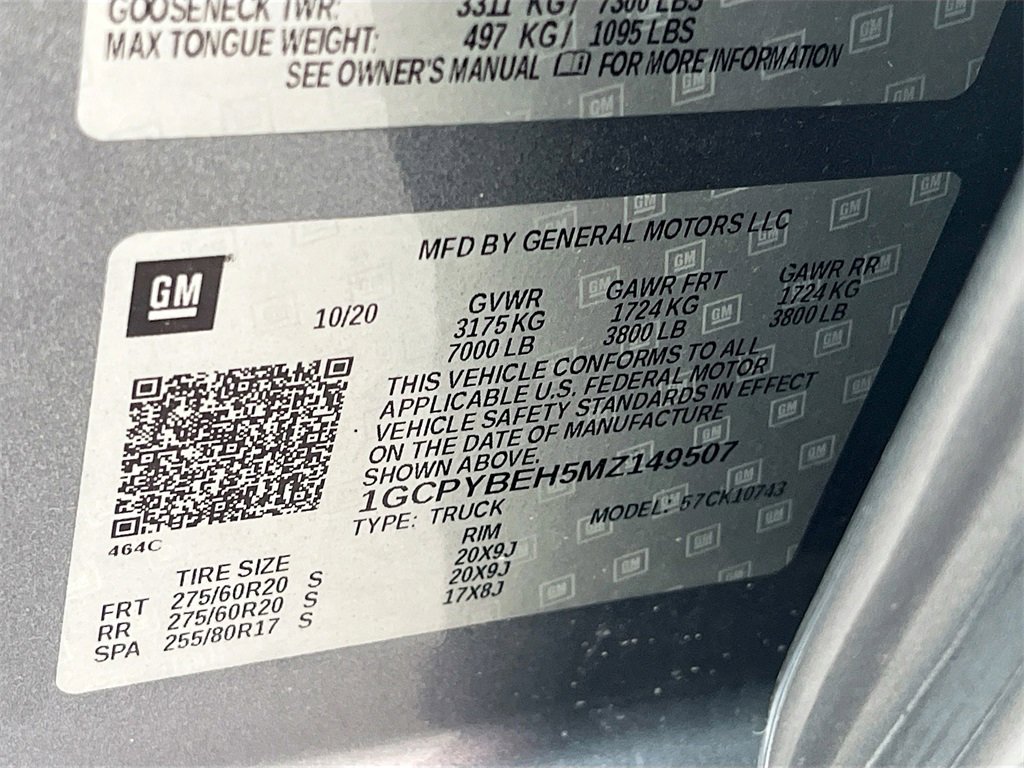 GOOSENECK TWR: 3311 KG / 7300 LBS
MAX TONGUE WEIGHT: 497 KG / 1095 LBS
SEE OWNER'S MANUAL FOR MORE INFORMATION
MFD BY GENERAL MOTORS LLC
GM
10/20
GVWR GAWR FRT GAWR RR
3175 KG 1724 KG 1724 KG
7000 LB 3800 LB 3800 LB
THIS VEHICLE CONFORMS TO ALL
APPLICABLE U.S. FEDERAL MOTOR
VEHICLE SAFETY STANDARDS IN EFFECT
ON THE DATE OF MANUFACTURE
SHOWN ABOVE.
1GCPYBEH5MZ149507
TYPE: TRUCK MODEL: 57CK10743
464C
TIRE SIZE RIM
FRT 275/60R20 S 20X9J
RR 275/60R20 S 20X9J
SPA 255/80R17 S 17X8J